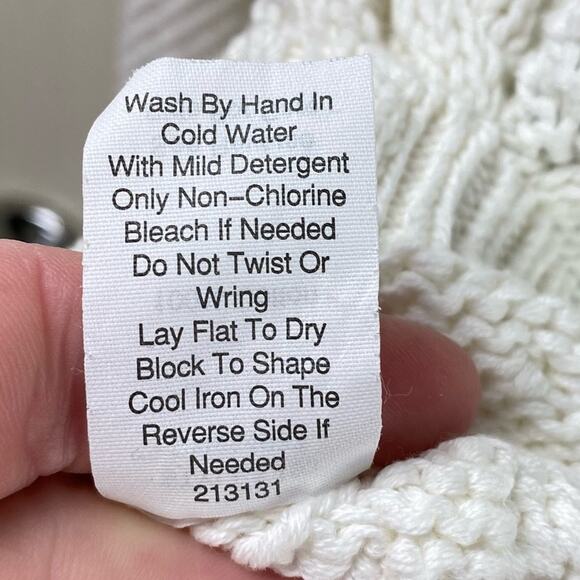 Wash By Hand In
Cold Water
With Mild Detergent
Only Non-Chlorine
Bleach If Needed
Do Not Twist Or
Wring
Lay Flat To Dry
Block To Shape
Cool Iron On The
Reverse Side If
Needed
213131